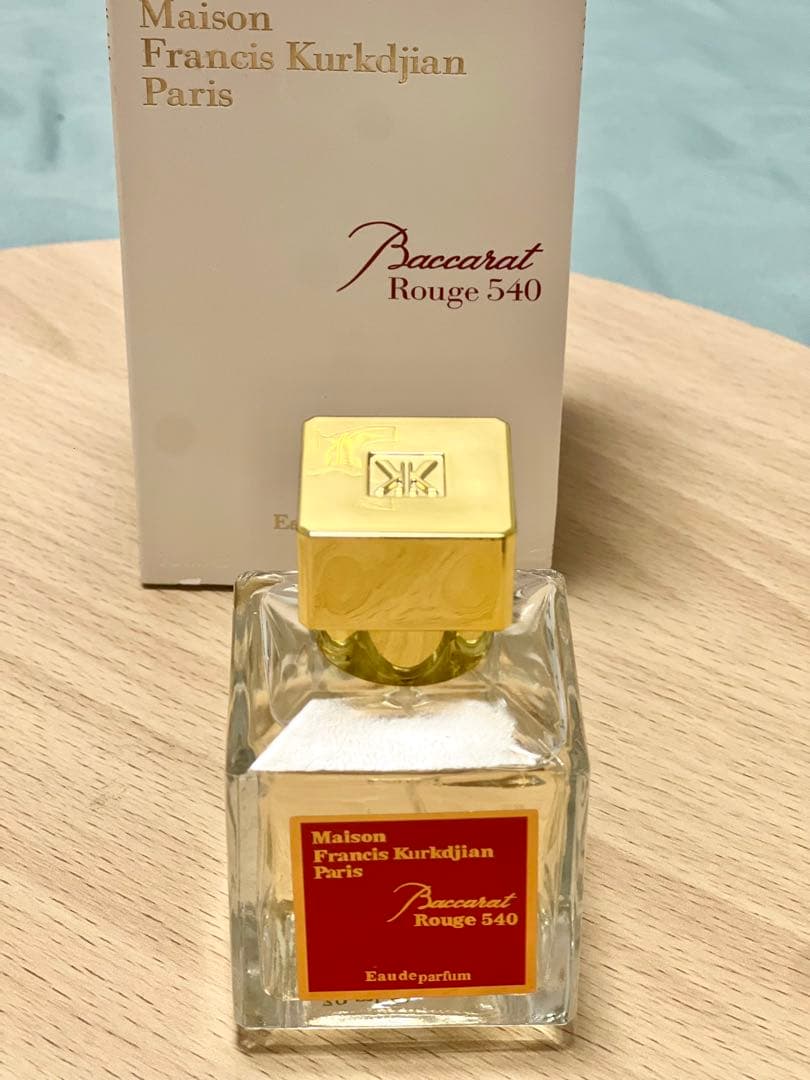 Maison
Francis Kurkdjian
Paris
Baccarat
Rouge 540
Maison
Francis Kurkdjian
Paris
Baccarat
Rouge 540
Eau de parfum